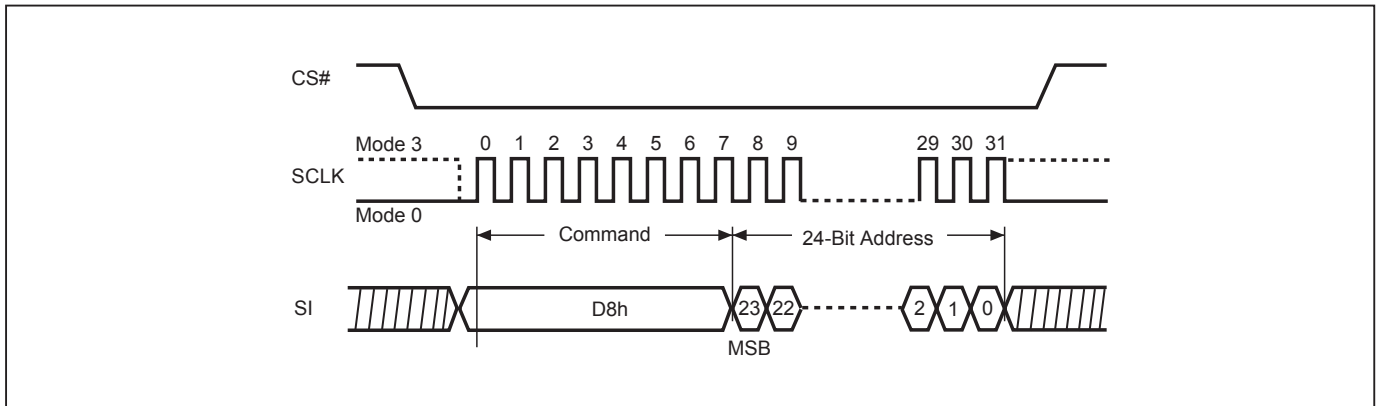 CS#
Mode 3
0 1 2 3 4 5 6 7 8 9 29 30 31
SCLK
Mode 0
Command 24-Bit Address
SI D8h 23 22 2 1 0
MSB